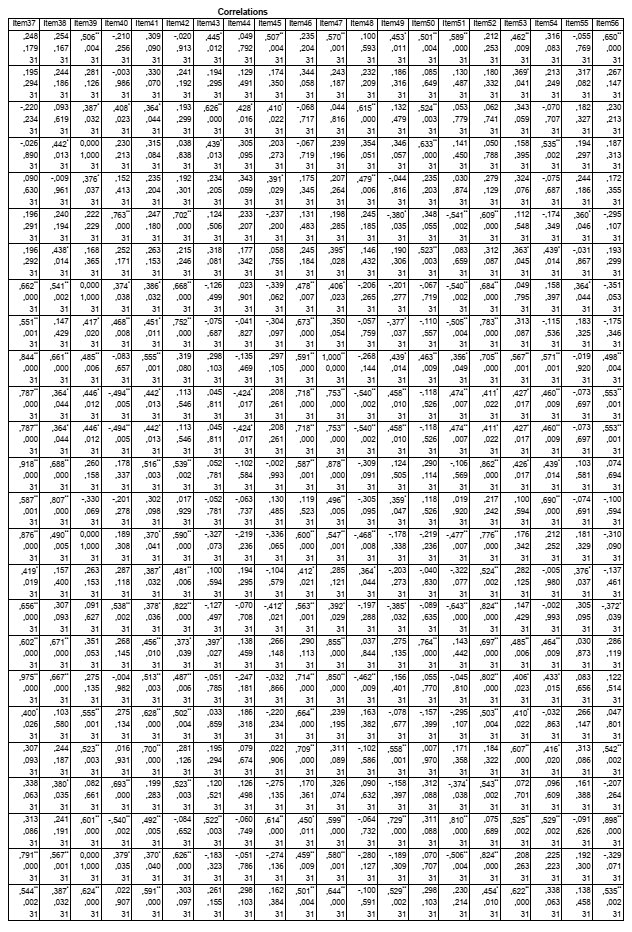 Correlations
Item37 Item38 Item39 Item40 Item41 Item42 Item43 Item44 Item45 Item46 Item47 Item48 Item49 Item50 Item51 Item52 Item53 Item54 Item55 Item56
,248 ,254 ,506** -,210 ,309 -,020 ,445* ,049 ,507** ,235 ,570** ,100 ,453* ,501** ,589** ,212 ,462** ,316 -,055 ,650**
,179 ,167 ,004 ,256 ,090 ,913 ,012 ,792 ,004 ,204 ,001 ,593 ,011 ,004 ,000 ,253 ,009 ,083 ,769 ,000
31 31 31 31 31 31 31 31 31 31 31 31 31 31 31 31 31 31 31 31
,195 ,244 ,281 -,003 ,330 ,241 ,194 ,129 ,174 ,344 ,243 ,232 ,186 ,085 ,130 ,180 ,369* ,213 ,317 ,267
,294 ,186 ,126 ,986 ,070 ,192 ,295 ,491 ,350 ,058 ,187 ,209 ,316 ,649 ,487 ,332 ,041 ,249 ,082 ,147
31 31 31 31 31 31 31 31 31 31 31 31 31 31 31 31 31 31 31 31
-,220 ,093 ,387* ,408* ,364* ,193 ,626** ,428* ,410* -,068 ,044 ,615** ,132 ,524** ,053 ,062 ,343 -,070 ,182 ,230
,234 ,619 ,032 ,023 ,044 ,299 ,000 ,016 ,022 ,717 ,816 ,000 ,479 ,003 ,779 ,741 ,059 ,707 ,327 ,213
31 31 31 31 31 31 31 31 31 31 31 31 31 31 31 31 31 31 31 31
-,026 ,442* 0,000 ,230 ,315 ,038 ,439* ,305 ,203 -,067 ,239 ,354 ,346 ,633** ,141 ,050 ,158 ,535** ,194 ,187
,890 ,013 1,000 ,213 ,084 ,838 ,013 ,095 ,273 ,719 ,196 ,051 ,057 ,000 ,450 ,788 ,395 ,002 ,297 ,313
31 31 31 31 31 31 31 31 31 31 31 31 31 31 31 31 31 31 31 31
,090 -,009 ,376* ,152 ,235 ,192 ,234 ,343 ,391* ,175 ,207 ,479** -,044 ,235 ,030 ,279 ,324 -,075 ,244 ,172
,630 ,961 ,037 ,413 ,204 ,301 ,205 ,059 ,029 ,345 ,264 ,006 ,816 ,203 ,874 ,129 ,076 ,687 ,186 ,355
31 31 31 31 31 31 31 31 31 31 31 31 31 31 31 31 31 31 31 31
,196 ,240 ,222 ,763** ,247 ,702** ,124 ,233 -,237 ,131 ,198 ,245 -,380* ,348 -,541** ,609** ,112 -,174 ,360* -,295
,291 ,194 ,229 ,000 ,180 ,000 ,506 ,207 ,200 ,483 ,285 ,185 ,035 ,055 ,002 ,000 ,548 ,349 ,046 ,107
31 31 31 31 31 31 31 31 31 31 31 31 31 31 31 31 31 31 31 31
,196 ,438* ,168 ,252 ,263 ,215 ,318 ,177 ,058 ,245 ,395* ,146 ,190 ,523** ,083 ,312 ,363* ,439* -,031 ,193
,292 ,014 ,365 ,171 ,153 ,246 ,081 ,342 ,755 ,184 ,028 ,432 ,306 ,003 ,659 ,087 ,045 ,014 ,867 ,299
31 31 31 31 31 31 31 31 31 31 31 31 31 31 31 31 31 31 31 31
,662** ,541** 0,000 ,374* ,386* ,668** -,126 ,023 -,339 ,478** ,406* -,206 -,201 -,067 -,540** ,684** ,049 ,158 ,364* -,351
,000 ,002 1,000 ,038 ,032 ,000 ,499 ,901 ,062 ,007 ,023 ,265 ,277 ,719 ,002 ,000 ,795 ,397 ,044 ,053
31 31 31 31 31 31 31 31 31 31 31 31 31 31 31 31 31 31 31 31
,551** ,147 ,417* ,468** ,451* ,752** -,075 -,041 -,304 ,673** ,350 -,057 -,377* -,110 -,505** ,783** ,313 -,115 ,183 -,175
,001 ,429 ,020 ,008 ,011 ,000 ,687 ,827 ,097 ,000 ,054 ,759 ,037 ,557 ,004 ,000 ,087 ,536 ,325 ,346
31 31 31 31 31 31 31 31 31 31 31 31 31 31 31 31 31 31 31 31
,844** ,661** ,485** -,083 ,555** ,319 ,298 -,135 ,297 ,591** 1,000** -,268 ,439* ,463** ,356* ,705** ,567** ,571** -,019 ,498**
,000 ,000 ,006 ,657 ,001 ,080 ,103 ,469 ,105 ,000 0,000 ,144 ,014 ,009 ,049 ,000 ,001 ,001 ,920 ,004
31 31 31 31 31 31 31 31 31 31 31 31 31 31 31 31 31 31 31 31
,787** ,364* ,446* -,494** ,442* ,113 ,045 -,424* ,208 ,718** ,753** -,540** ,458** -,118 ,474** ,411* ,427* ,460** -,073 ,553**
,000 ,044 ,012 ,005 ,013 ,546 ,811 ,017 ,261 ,000 ,000 ,002 ,010 ,526 ,007 ,022 ,017 ,009 ,697 ,001
31 31 31 31 31 31 31 31 31 31 31 31 31 31 31 31 31 31 31 31
,787** ,364* ,446* -,494** ,442* ,113 ,045 -,424* ,208 ,718** ,753** -,540** ,458** -,118 ,474** ,411* ,427* ,460** -,073 ,553**
,000 ,044 ,012 ,005 ,013 ,546 ,811 ,017 ,261 ,000 ,000 ,002 ,010 ,526 ,007 ,022 ,017 ,009 ,697 ,001
31 31 31 31 31 31 31 31 31 31 31 31 31 31 31 31 31 31 31 31
,918** ,688** ,260 ,178 ,516** ,539** ,052 -,102 -,002 ,587** ,878** -,309 ,124 ,290 -,106 ,862** ,426* ,439* ,103 ,074
,000 ,000 ,158 ,337 ,003 ,002 ,781 ,584 ,993 ,001 ,000 ,091 ,505 ,114 ,569 ,000 ,017 ,014 ,581 ,694
31 31 31 31 31 31 31 31 31 31 31 31 31 31 31 31 31 31 31 31
,587** ,807** -,330 -,201 ,302 ,017 -,052 -,063 ,130 ,119 ,496** -,305 ,359* ,118 ,019 ,217 ,100 ,690** -,074 -,100
,001 ,000 ,069 ,278 ,098 ,929 ,781 ,737 ,485 ,523 ,005 ,095 ,047 ,526 ,920 ,242 ,594 ,000 ,691 ,594
31 31 31 31 31 31 31 31 31 31 31 31 31 31 31 31 31 31 31 31
,876** ,490** 0,000 ,189 ,370* ,590** -,327 -,219 -,336 ,600** ,547** -,468** -,178 -,219 -,477** ,776** ,176 ,212 ,181 -,310
,000 ,005 1,000 ,308 ,041 ,000 ,073 ,236 ,065 ,000 ,001 ,008 ,338 ,236 ,007 ,000 ,342 ,252 ,329 ,090
31 31 31 31 31 31 31 31 31 31 31 31 31 31 31 31 31 31 31 31
,419* ,157 ,263 ,287 ,387* ,481** ,100 ,194 -,104 ,412* ,285 ,364* -,203 -,040 -,322 ,524** ,282 -,005 ,376* -,137
,019 ,400 ,153 ,118 ,032 ,006 ,594 ,295 ,579 ,021 ,121 ,044 ,273 ,830 ,077 ,002 ,125 ,980 ,037 ,461
31 31 31 31 31 31 31 31 31 31 31 31 31 31 31 31 31 31 31 31
,656** ,307 ,091 ,538** ,378* ,822** -,127 -,070 -,412* ,563** ,392* -,197 -,385* -,089 -,643** ,824** ,147 -,002 ,305 -,372*
,000 ,093 ,627 ,002 ,036 ,000 ,497 ,708 ,021 ,001 ,029 ,288 ,032 ,635 ,000 ,000 ,429 ,993 ,095 ,039
31 31 31 31 31 31 31 31 31 31 31 31 31 31 31 31 31 31 31 31
,602** ,671** ,351 ,268 ,456** ,373* ,397* ,138 ,266 ,290 ,855** ,037 ,275 ,764** ,143 ,697** ,485** ,464** ,030 ,286
,000 ,000 ,053 ,145 ,010 ,039 ,027 ,459 ,148 ,113 ,000 ,844 ,135 ,000 ,442 ,000 ,006 ,009 ,873 ,119
31 31 31 31 31 31 31 31 31 31 31 31 31 31 31 31 31 31 31 31
,975** ,667** ,275 -,004 ,513** ,487** -,051 -,247 -,032 ,714** ,850** -,462** ,156 ,055 -,045 ,802** ,406* ,433* ,083 ,122
,000 ,000 ,135 ,982 ,003 ,006 ,785 ,181 ,866 ,000 ,000 ,009 ,401 ,770 ,810 ,000 ,023 ,015 ,656 ,514
31 31 31 31 31 31 31 31 31 31 31 31 31 31 31 31 31 31 31 31
,400* ,103 ,555** ,275 ,628** ,502** ,033 ,186 -,220 ,664** ,239 ,163 -,078 -,157 -,295 ,503** ,410* -,032 ,266 ,047
,026 ,580 ,001 ,134 ,000 ,004 ,859 ,318 ,234 ,000 ,195 ,382 ,677 ,399 ,107 ,004 ,022 ,863 ,147 ,801
31 31 31 31 31 31 31 31 31 31 31 31 31 31 31 31 31 31 31 31
,307 ,244 ,523** ,016 ,700** ,281 ,195 ,079 ,022 ,709** ,311 -,102 ,558** ,007 ,171 ,184 ,607** ,416* ,313 ,542**
,093 ,187 ,003 ,931 ,000 ,126 ,294 ,674 ,906 ,000 ,089 ,586 ,001 ,970 ,358 ,322 ,000 ,020 ,086 ,002
31 31 31 31 31 31 31 31 31 31 31 31 31 31 31 31 31 31 31 31
,338 ,380* ,082 ,693** ,199 ,523** ,120 ,126 -,275 ,170 ,326 ,090 -,158 ,312 -,374* ,543** ,072 ,096 ,161 -,207
,063 ,035 ,661 ,000 ,283 ,003 ,521 ,498 ,135 ,361 ,074 ,632 ,397 ,088 ,038 ,002 ,701 ,609 ,388 ,264
31 31 31 31 31 31 31 31 31 31 31 31 31 31 31 31 31 31 31 31
,313 ,241 ,601** -,540** ,492** -,084 ,522** -,060 ,614** ,450* ,599** -,064 ,729** ,311 ,810** ,075 ,525** ,529** -,091 ,898**
,086 ,191 ,000 ,002 ,005 ,652 ,003 ,749 ,000 ,011 ,000 ,732 ,000 ,088 ,000 ,689 ,002 ,002 ,626 ,000
31 31 31 31 31 31 31 31 31 31 31 31 31 31 31 31 31 31 31 31
,791** ,567** 0,000 ,379* ,370* ,626** -,183 -,051 -,274 ,459** ,580** -,280 -,189 ,070 -,506** ,824** ,208 ,225 ,192 -,329
,000 ,001 1,000 ,035 ,040 ,000 ,323 ,786 ,136 ,009 ,001 ,127 ,309 ,707 ,004 ,000 ,263 ,223 ,300 ,071
31 31 31 31 31 31 31 31 31 31 31 31 31 31 31 31 31 31 31 31
,544** ,387* ,624** ,022 ,591** ,303 ,261 ,298 ,162 ,501** ,644** -,100 ,529** ,298 ,230 ,454* ,622** ,338 ,138 ,535**
,002 ,032 ,000 ,907 ,000 ,097 ,155 ,103 ,384 ,004 ,000 ,591 ,002 ,103 ,214 ,010 ,000 ,063 ,458 ,002
31 31 31 31 31 31 31 31 31 31 31 31 31 31 31 31 31 31 31 31